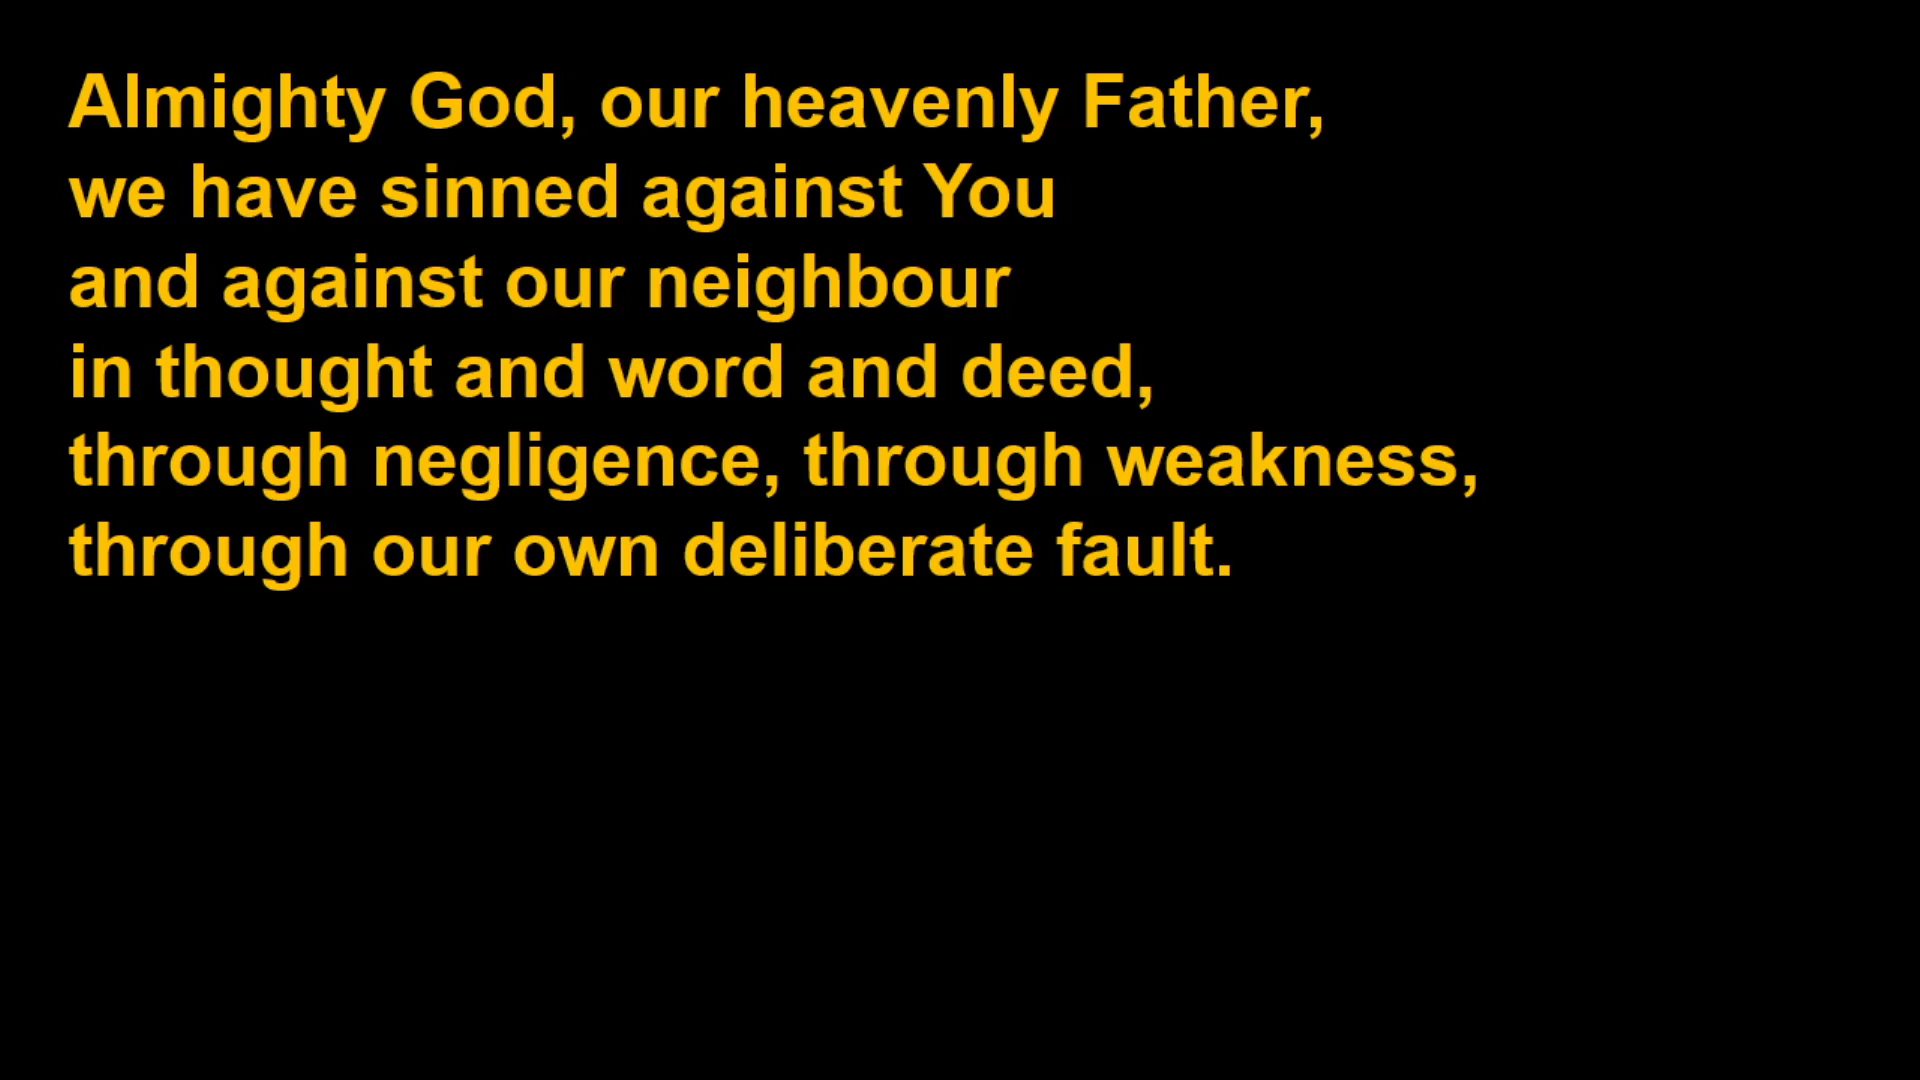 Almighty God, our heavenly Father,
we have sinned against You
and against our neighbour
in thought and word and deed,
through negligence, through weakness,
through our own deliberate fault.